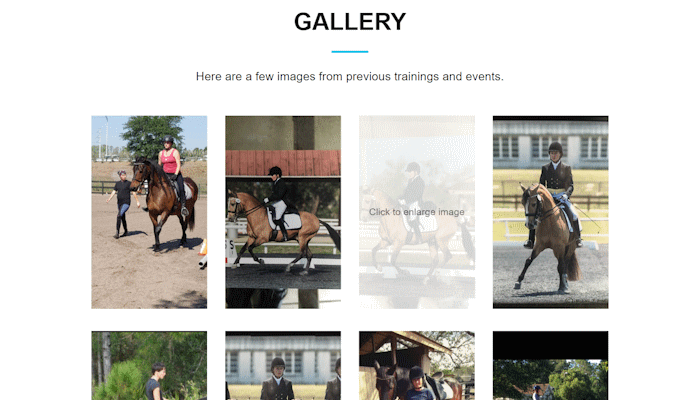 GALLERY
Here are a few images from previous trainings and events.
Click to enlarge image